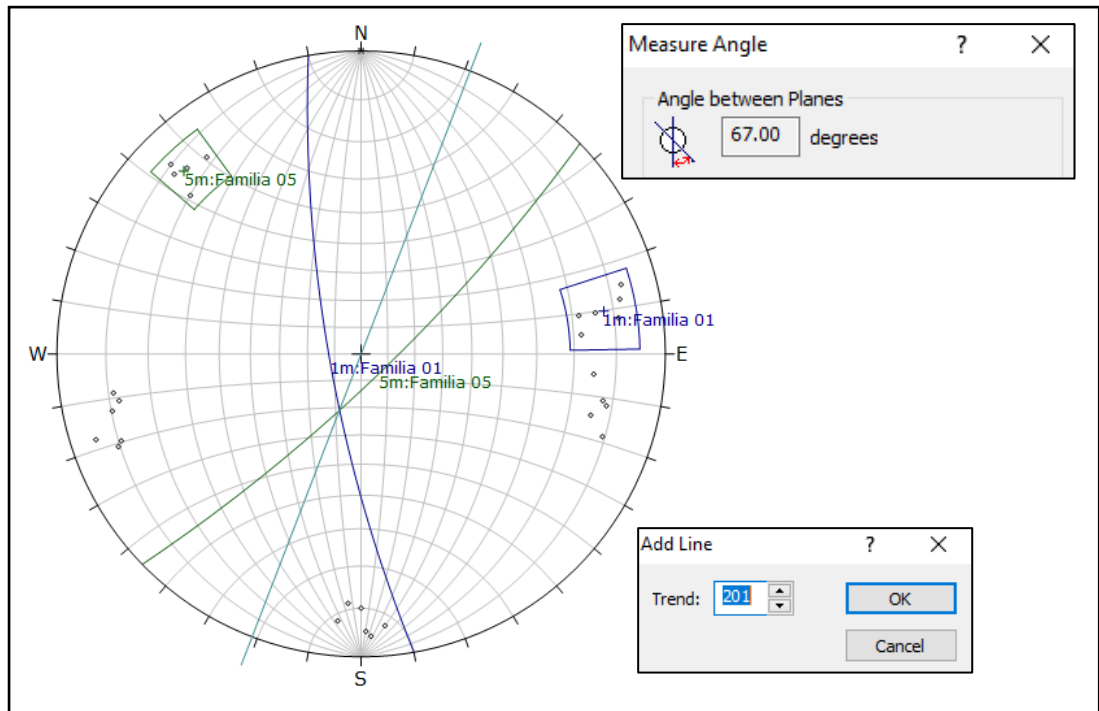 N
Measure Angle ? X
Angle between Planes
67.00 degrees
5m:Familia 05
1m:Familia 01
W
E
1m:Familia 01
5m:Familia 05
S
Add Line ? X
Trend: 201 OK
Cancel